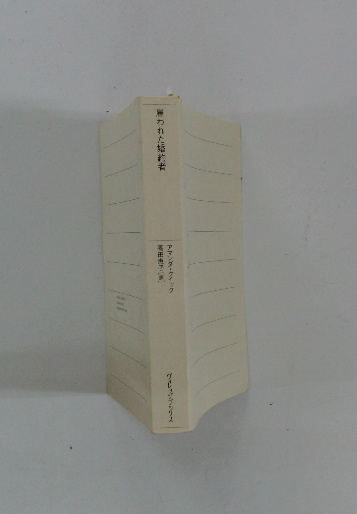 雇われた婚約者
アマンダ・クイック
高田恵子[訳]
ヴィレッジブックス